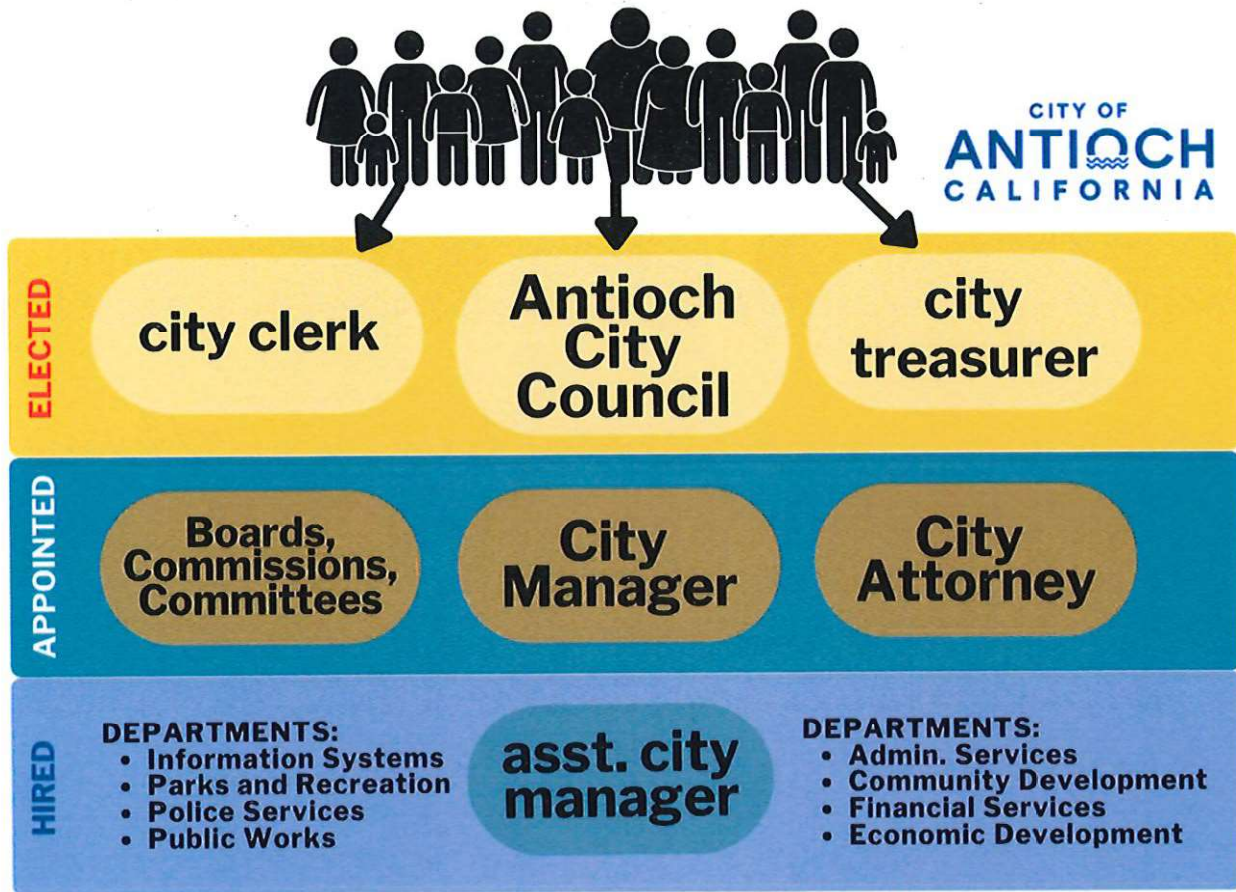 CITY OF
ANTIOCH
CALIFORNIA
ELECTED
city clerk
Antioch
City
Council
city
treasurer
APPOINTED
Boards,
Commissions,
Committees
City
Manager
City
Attorney
HIRED
DEPARTMENTS:
• Information Systems
• Parks and Recreation
• Police Services
• Public Works
asst. city
manager
DEPARTMENTS:
• Admin. Services
• Community Development
• Financial Services
• Economic Development